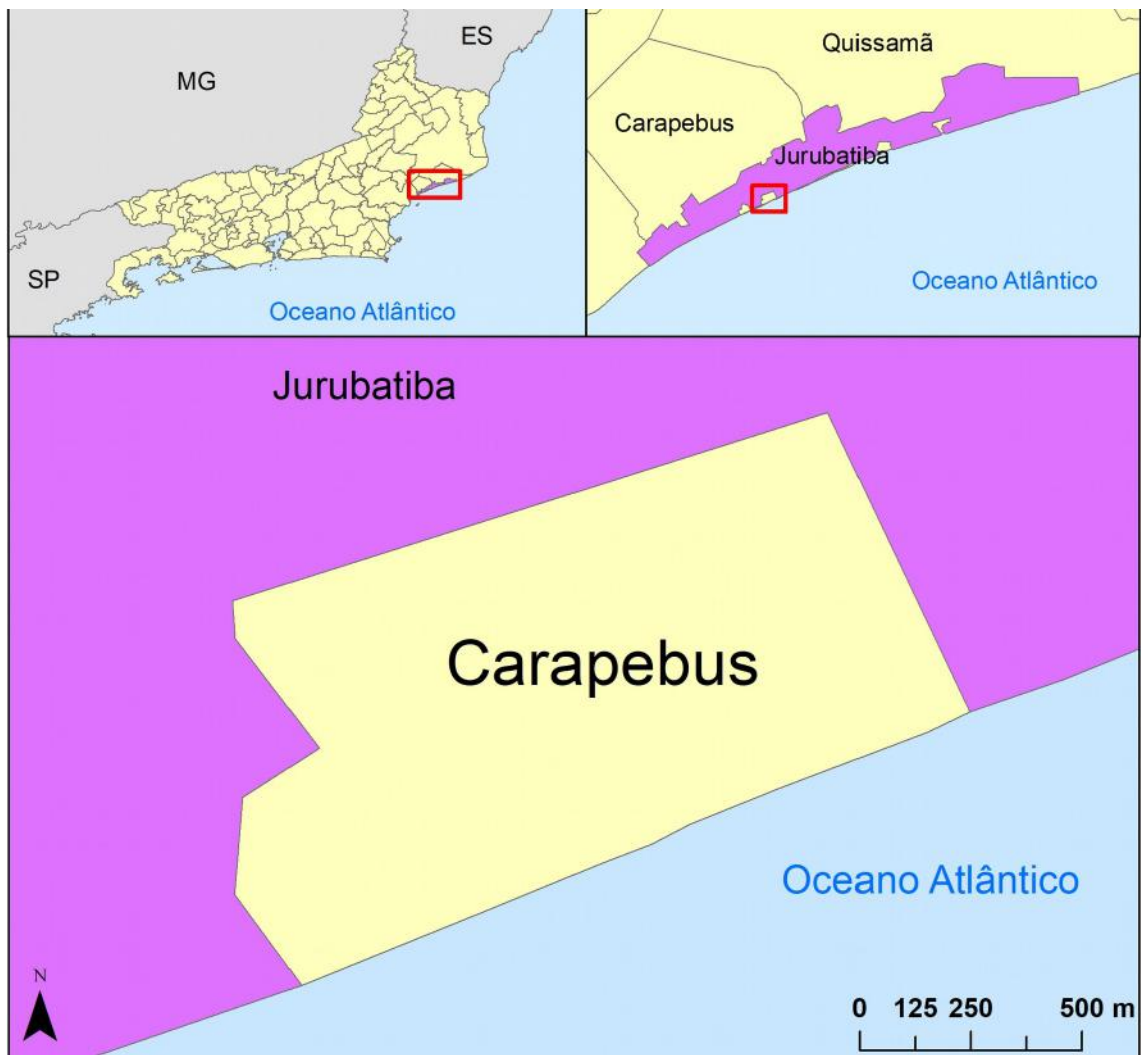 ES
MG
SP
Oceano Atlântico
Quissamã
Carapebus
Jurubatiba
Oceano Atlântico
Jurubatiba
Carapebus
Oceano Atlântico
N
0 125 250 500 m